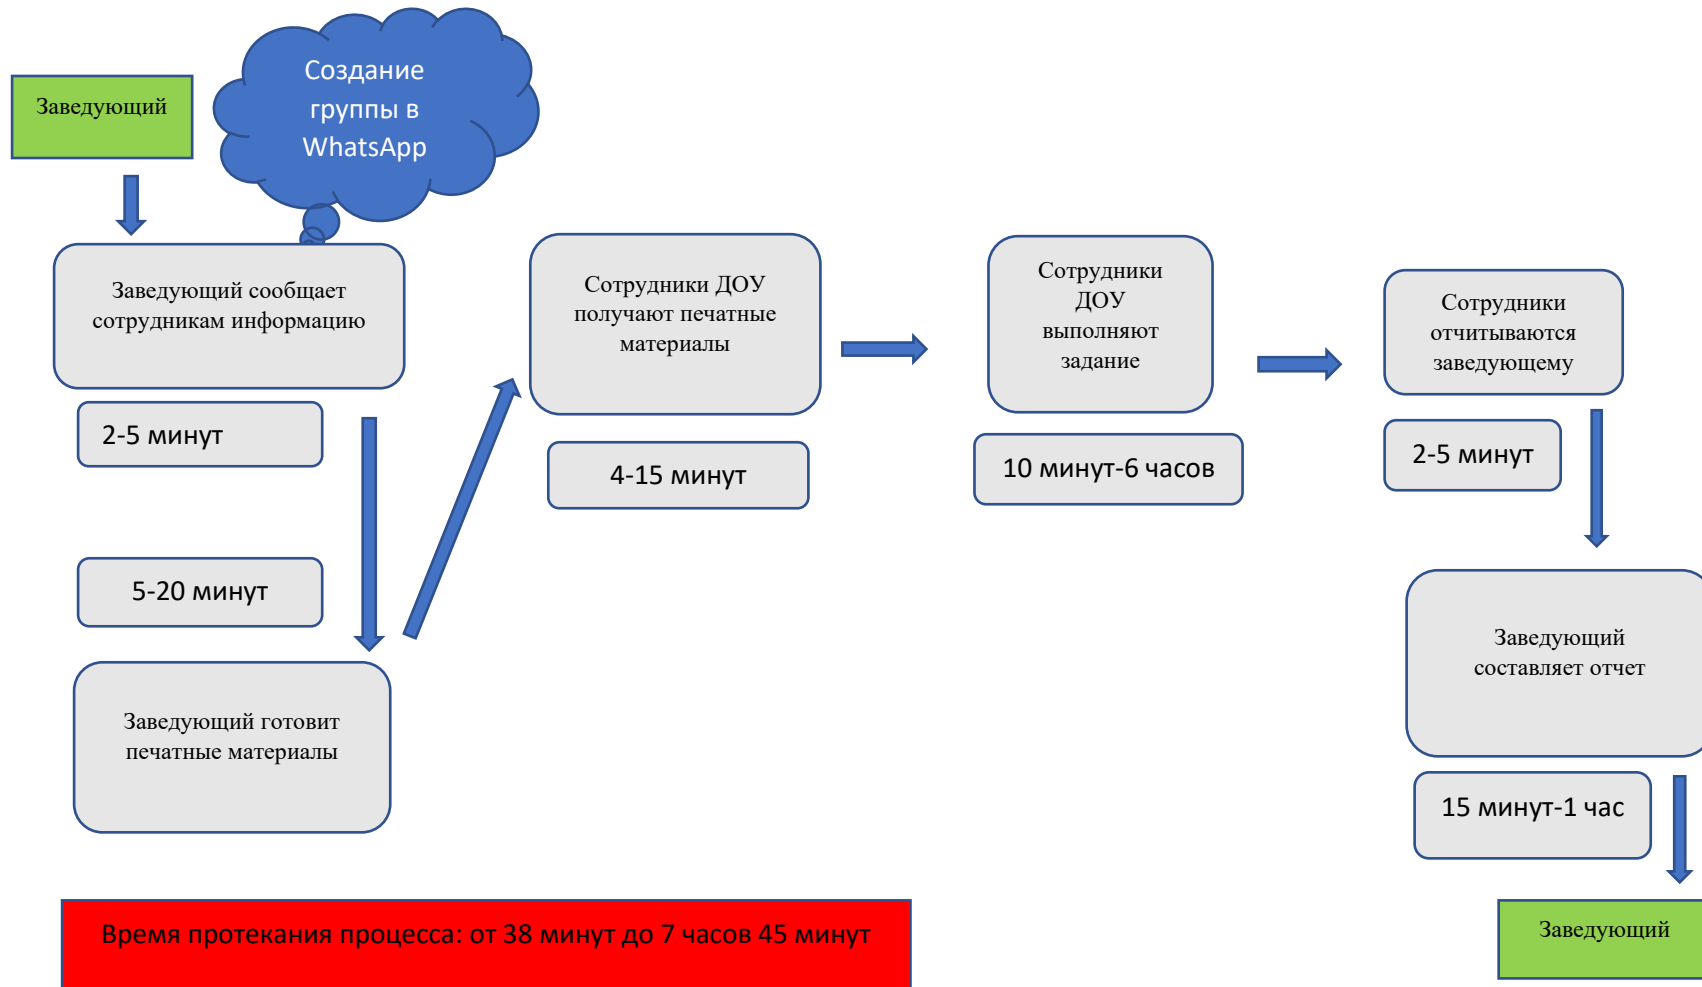 Заведующий
Создание
группы в
WhatsApp
Заведующий сообщает
сотрудникам информацию
2-5 минут
5-20 минут
Заведующий готовит
печатные материалы
Сотрудники ДОУ
получают печатные
материалы
4-15 минут
Сотрудники
ДОУ
выполняют
задание
10 минут-6 часов
Сотрудники
отчитываются
заведующему
2-5 минут
Заведующий
составляет отчет
15 минут-1 час
Заведующий
Время протекания процесса: от 38 минут до 7 часов 45 минут